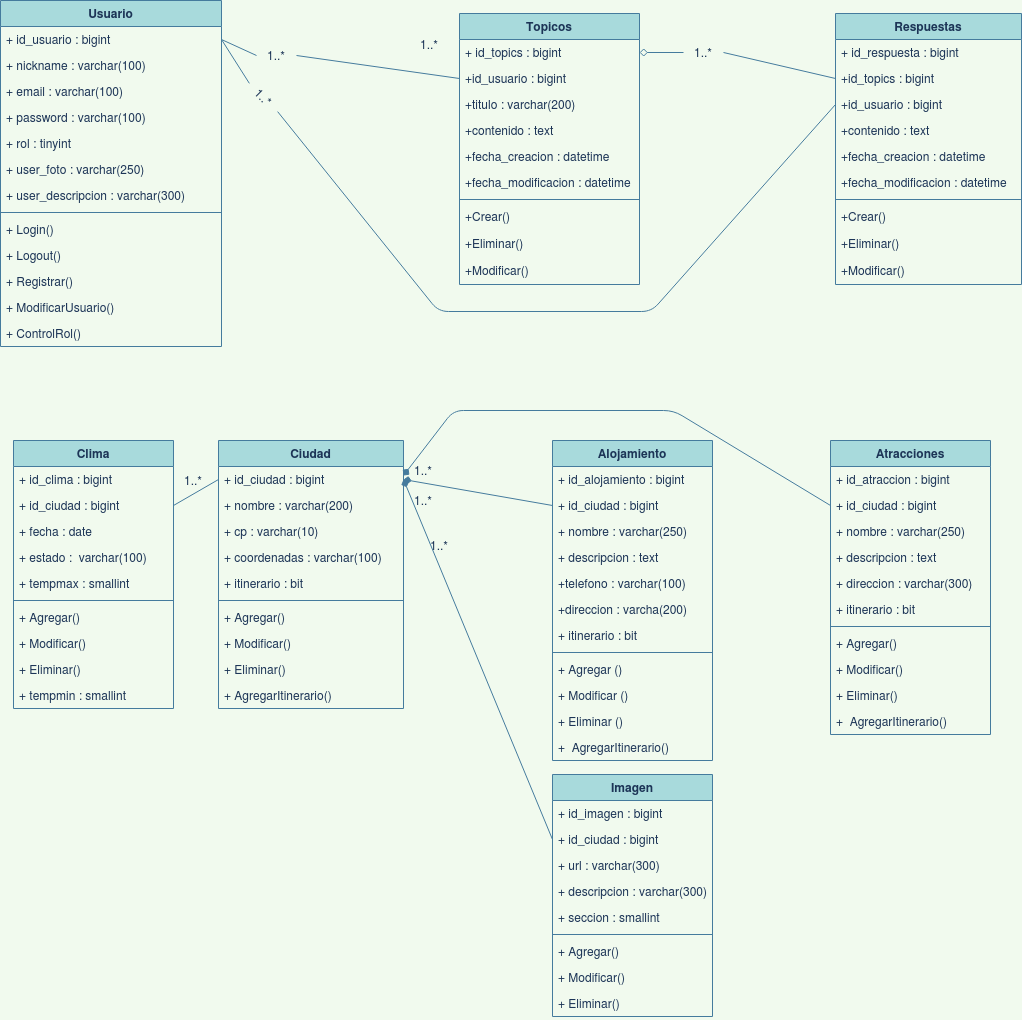 Usuario
+ id_usuario : bigint
+ nickname : varchar(100)
+ email : varchar(100)
+ password : varchar(100)
+ rol : tinyint
+ user_foto : varchar(250)
+ user_descripcion : varchar(300)
+ Login()
+ Logout()
+ Registrar()
+ ModificarUsuario()
+ ControlRol()
1..*
1..*
1..*
Topicos
+ id_topics : bigint
+id_usuario : bigint
+titulo : varchar(200)
+contenido : text
+fecha_creacion : datetime
+fecha_modificacion : datetime
+Crear()
+Eliminar()
+Modificar()
1..*
Respuestas
+ id_respuesta : bigint
+id_topics : bigint
+id_usuario : bigint
+contenido : text
+fecha_creacion : datetime
+fecha_modificacion : datetime
+Crear()
+Eliminar()
+Modificar()
Clima
+ id_clima : bigint
+ id_ciudad : bigint
+ fecha : date
+ estado :  varchar(100)
+ tempmax : smallint
+ Agregar()
+ Modificar()
+ Eliminar()
+ tempmin : smallint
1..*
Ciudad
+ id_ciudad : bigint
+ nombre : varchar(200)
+ cp : varchar(10)
+ coordenadas : varchar(100)
+ itinerario : bit
+ Agregar()
+ Modificar()
+ Eliminar()
+ AgregarItinerario()
1..*
1..*
1..*
Alojamiento
+ id_alojamiento : bigint
+ id_ciudad : bigint
+ nombre : varchar(250)
+ descripcion : text
+telefono : varchar(100)
+direccion : varcha(200)
+ itinerario : bit
+ Agregar ()
+ Modificar ()
+ Eliminar ()
+  AgregarItinerario()
Atracciones
+ id_atraccion : bigint
+ id_ciudad : bigint
+ nombre : varchar(250)
+ descripcion : text
+ direccion : varchar(300)
+ itinerario : bit
+ Agregar()
+ Modificar()
+ Eliminar()
+  AgregarItinerario()
Imagen
+ id_imagen : bigint
+ id_ciudad : bigint
+ url : varchar(300)
+ descripcion : varchar(300)
+ seccion : smallint
+ Agregar()
+ Modificar()
+ Eliminar()